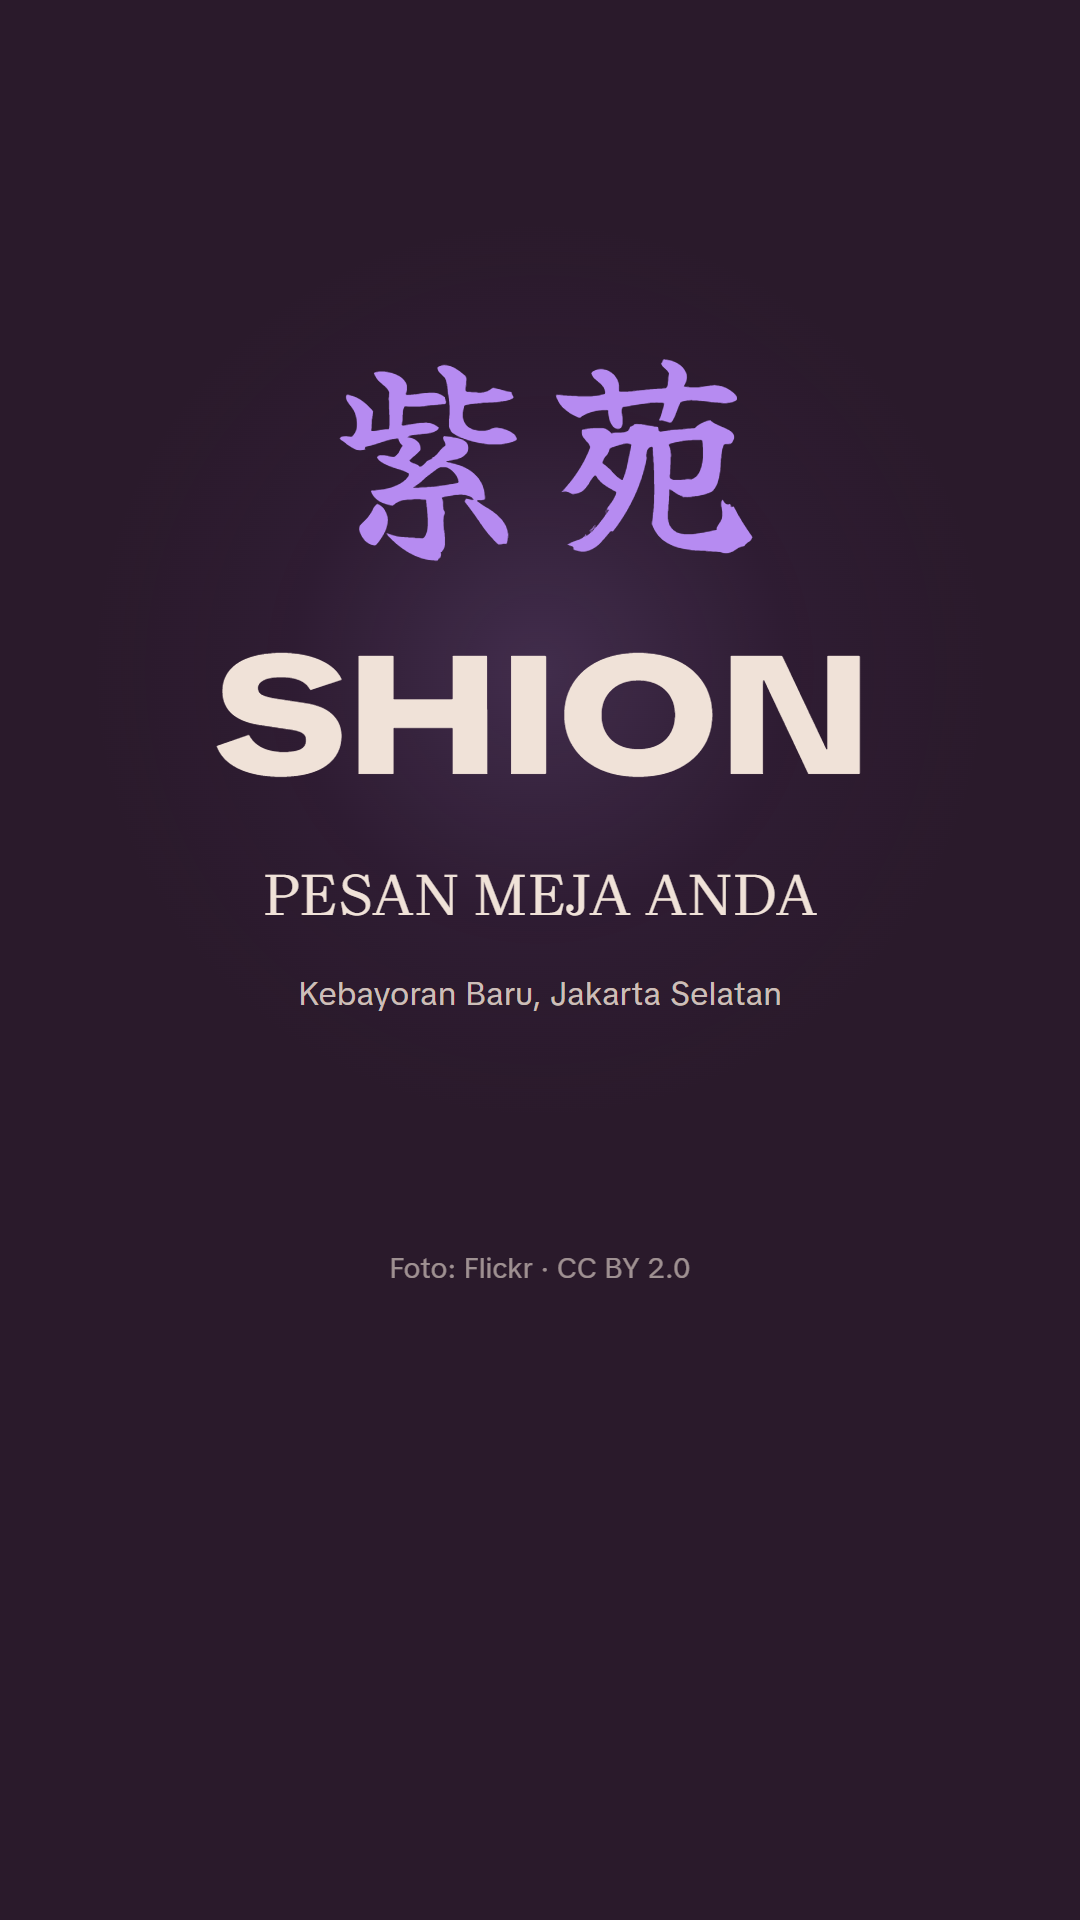 紫苑
SHION
PESAN MEJA ANDA
Kebayoran Baru, Jakarta Selatan
Foto: Flickr · CC BY 2.0